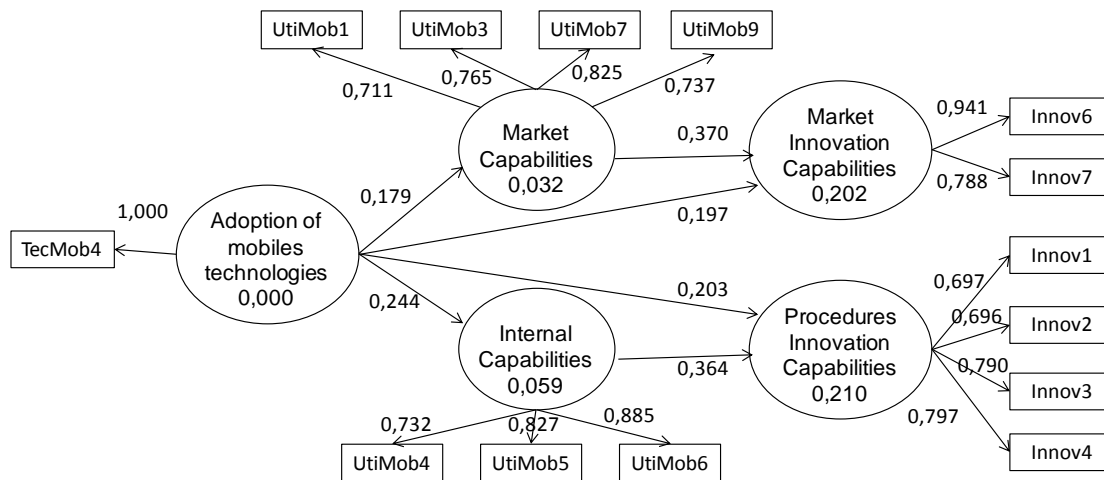 UtiMob1
UtiMob3
UtiMob7
UtiMob9
0,711
0,765
0,825
0,737
Market
Capabilities
0,032
0,370
Market
Innovation
Capabilities
0,202
0,941
0,788
Innov6
Innov7
0,179
0,197
1,000
TecMob4
Adoption of
mobiles
technologies
0,000
0,244
0,203
Internal
Capabilities
0,059
0,364
Procedures
Innovation
Capabilities
0,210
0,697
0,696
0,790
0,797
Innov1
Innov2
Innov3
Innov4
0,732
0,827
0,885
UtiMob4
UtiMob5
UtiMob6